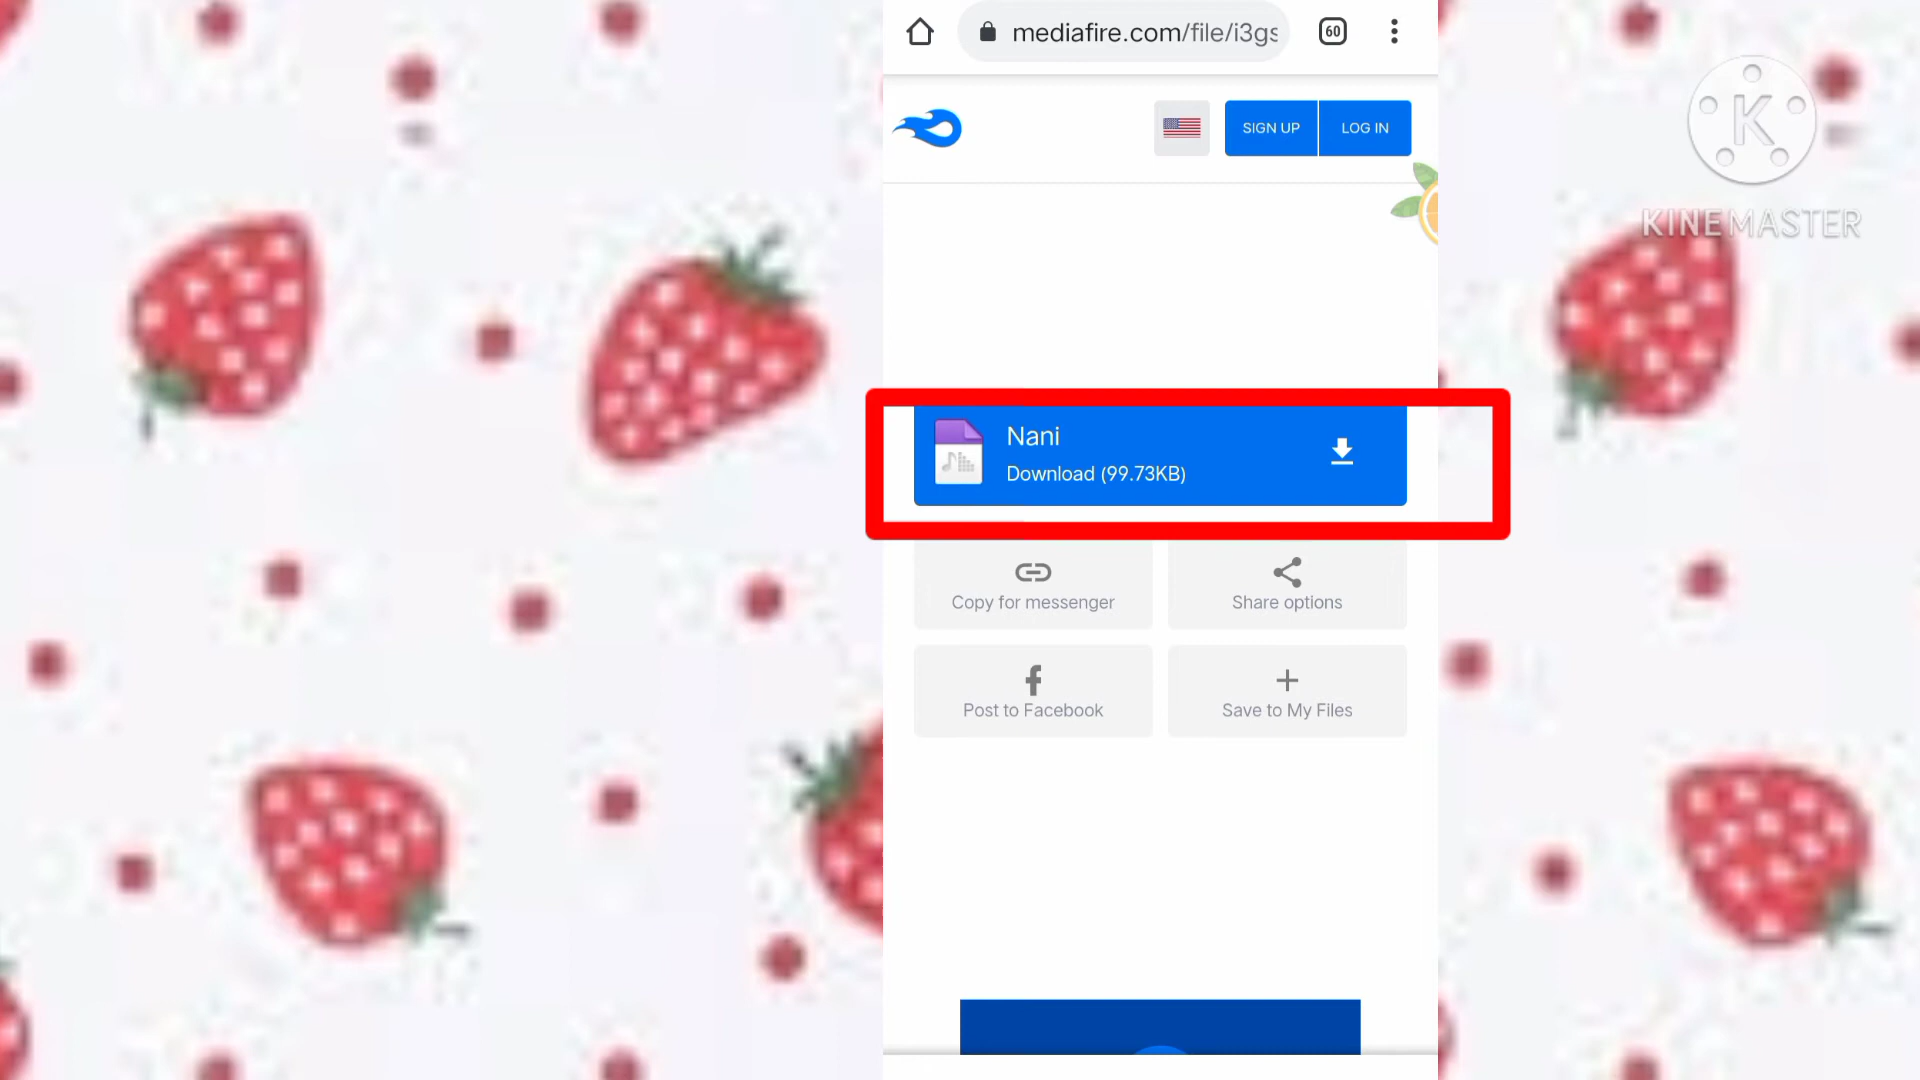 mediafire.com/file/i3gs
60
SIGN UP
LOG IN
K
KINEMASTER
Nani
Download (99.73KB)
Copy for messenger
Share options
Post to Facebook
Save to My Files